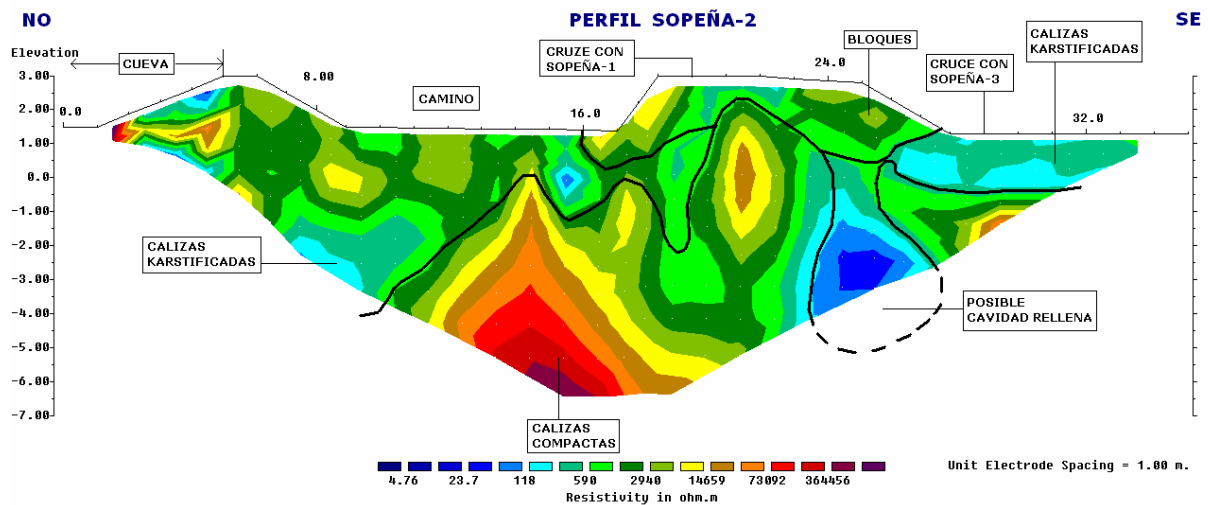 NO
PERFIL SOPEÑA-2
SE
Elevation
CUEVA
CRUZE CON
SOPEÑA-1
BLOQUES
CALIZAS
KARSTIFICADAS
CRUCE CON
SOPEÑA-3
3.00
2.00
1.00
0.0
-1.00
-2.00
-3.00
-4.00
-5.00
-6.00
-7.00
0.0
8.00
CAMINO
16.0
24.0
32.0
CALIZAS
KARSTIFICADAS
POSIBLE
CAVIDAD RELLENA
CALIZAS
COMPACTAS
4.76 23.7 118 590 2940 14659 73092 364456
Resistivity in ohm.m
Unit Electrode Spacing = 1.00 m.